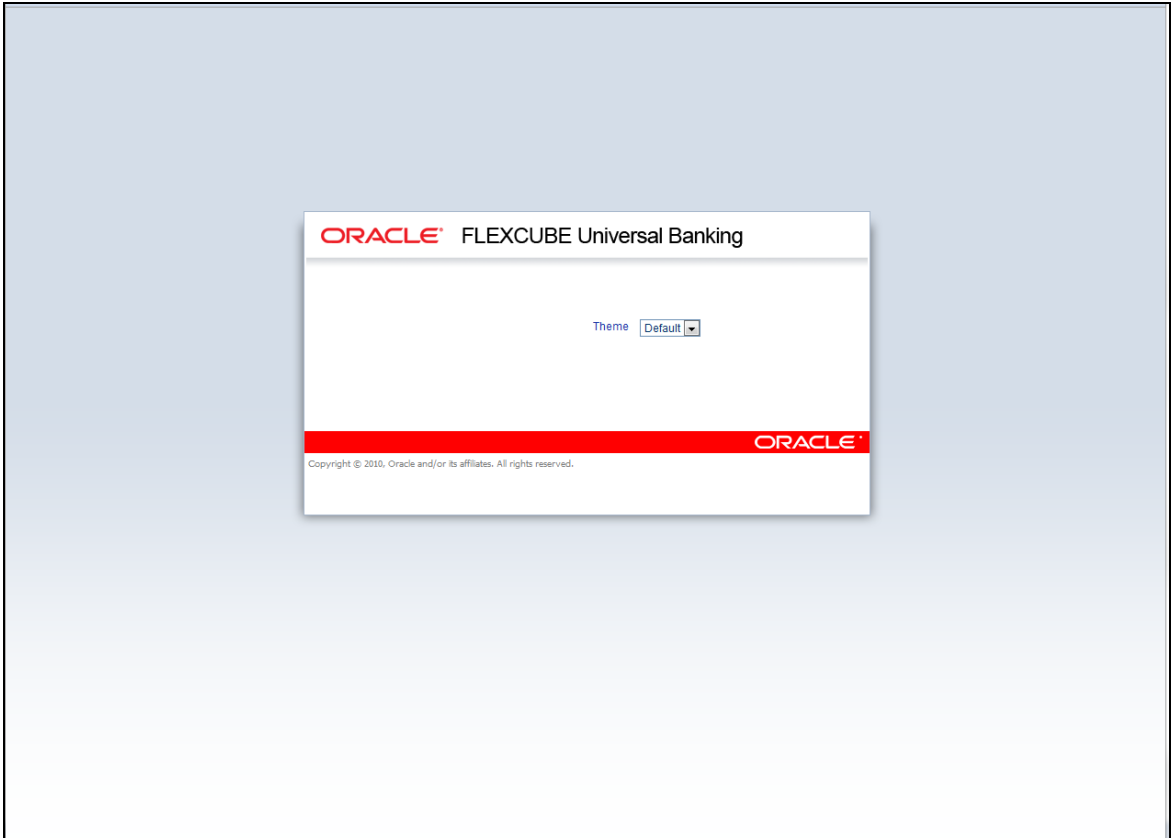 ORACLE® FLEXCUBE Universal Banking
Theme Default
ORACLE®
Copyright © 2010, Oracle and/or its affiliates. All rights reserved.